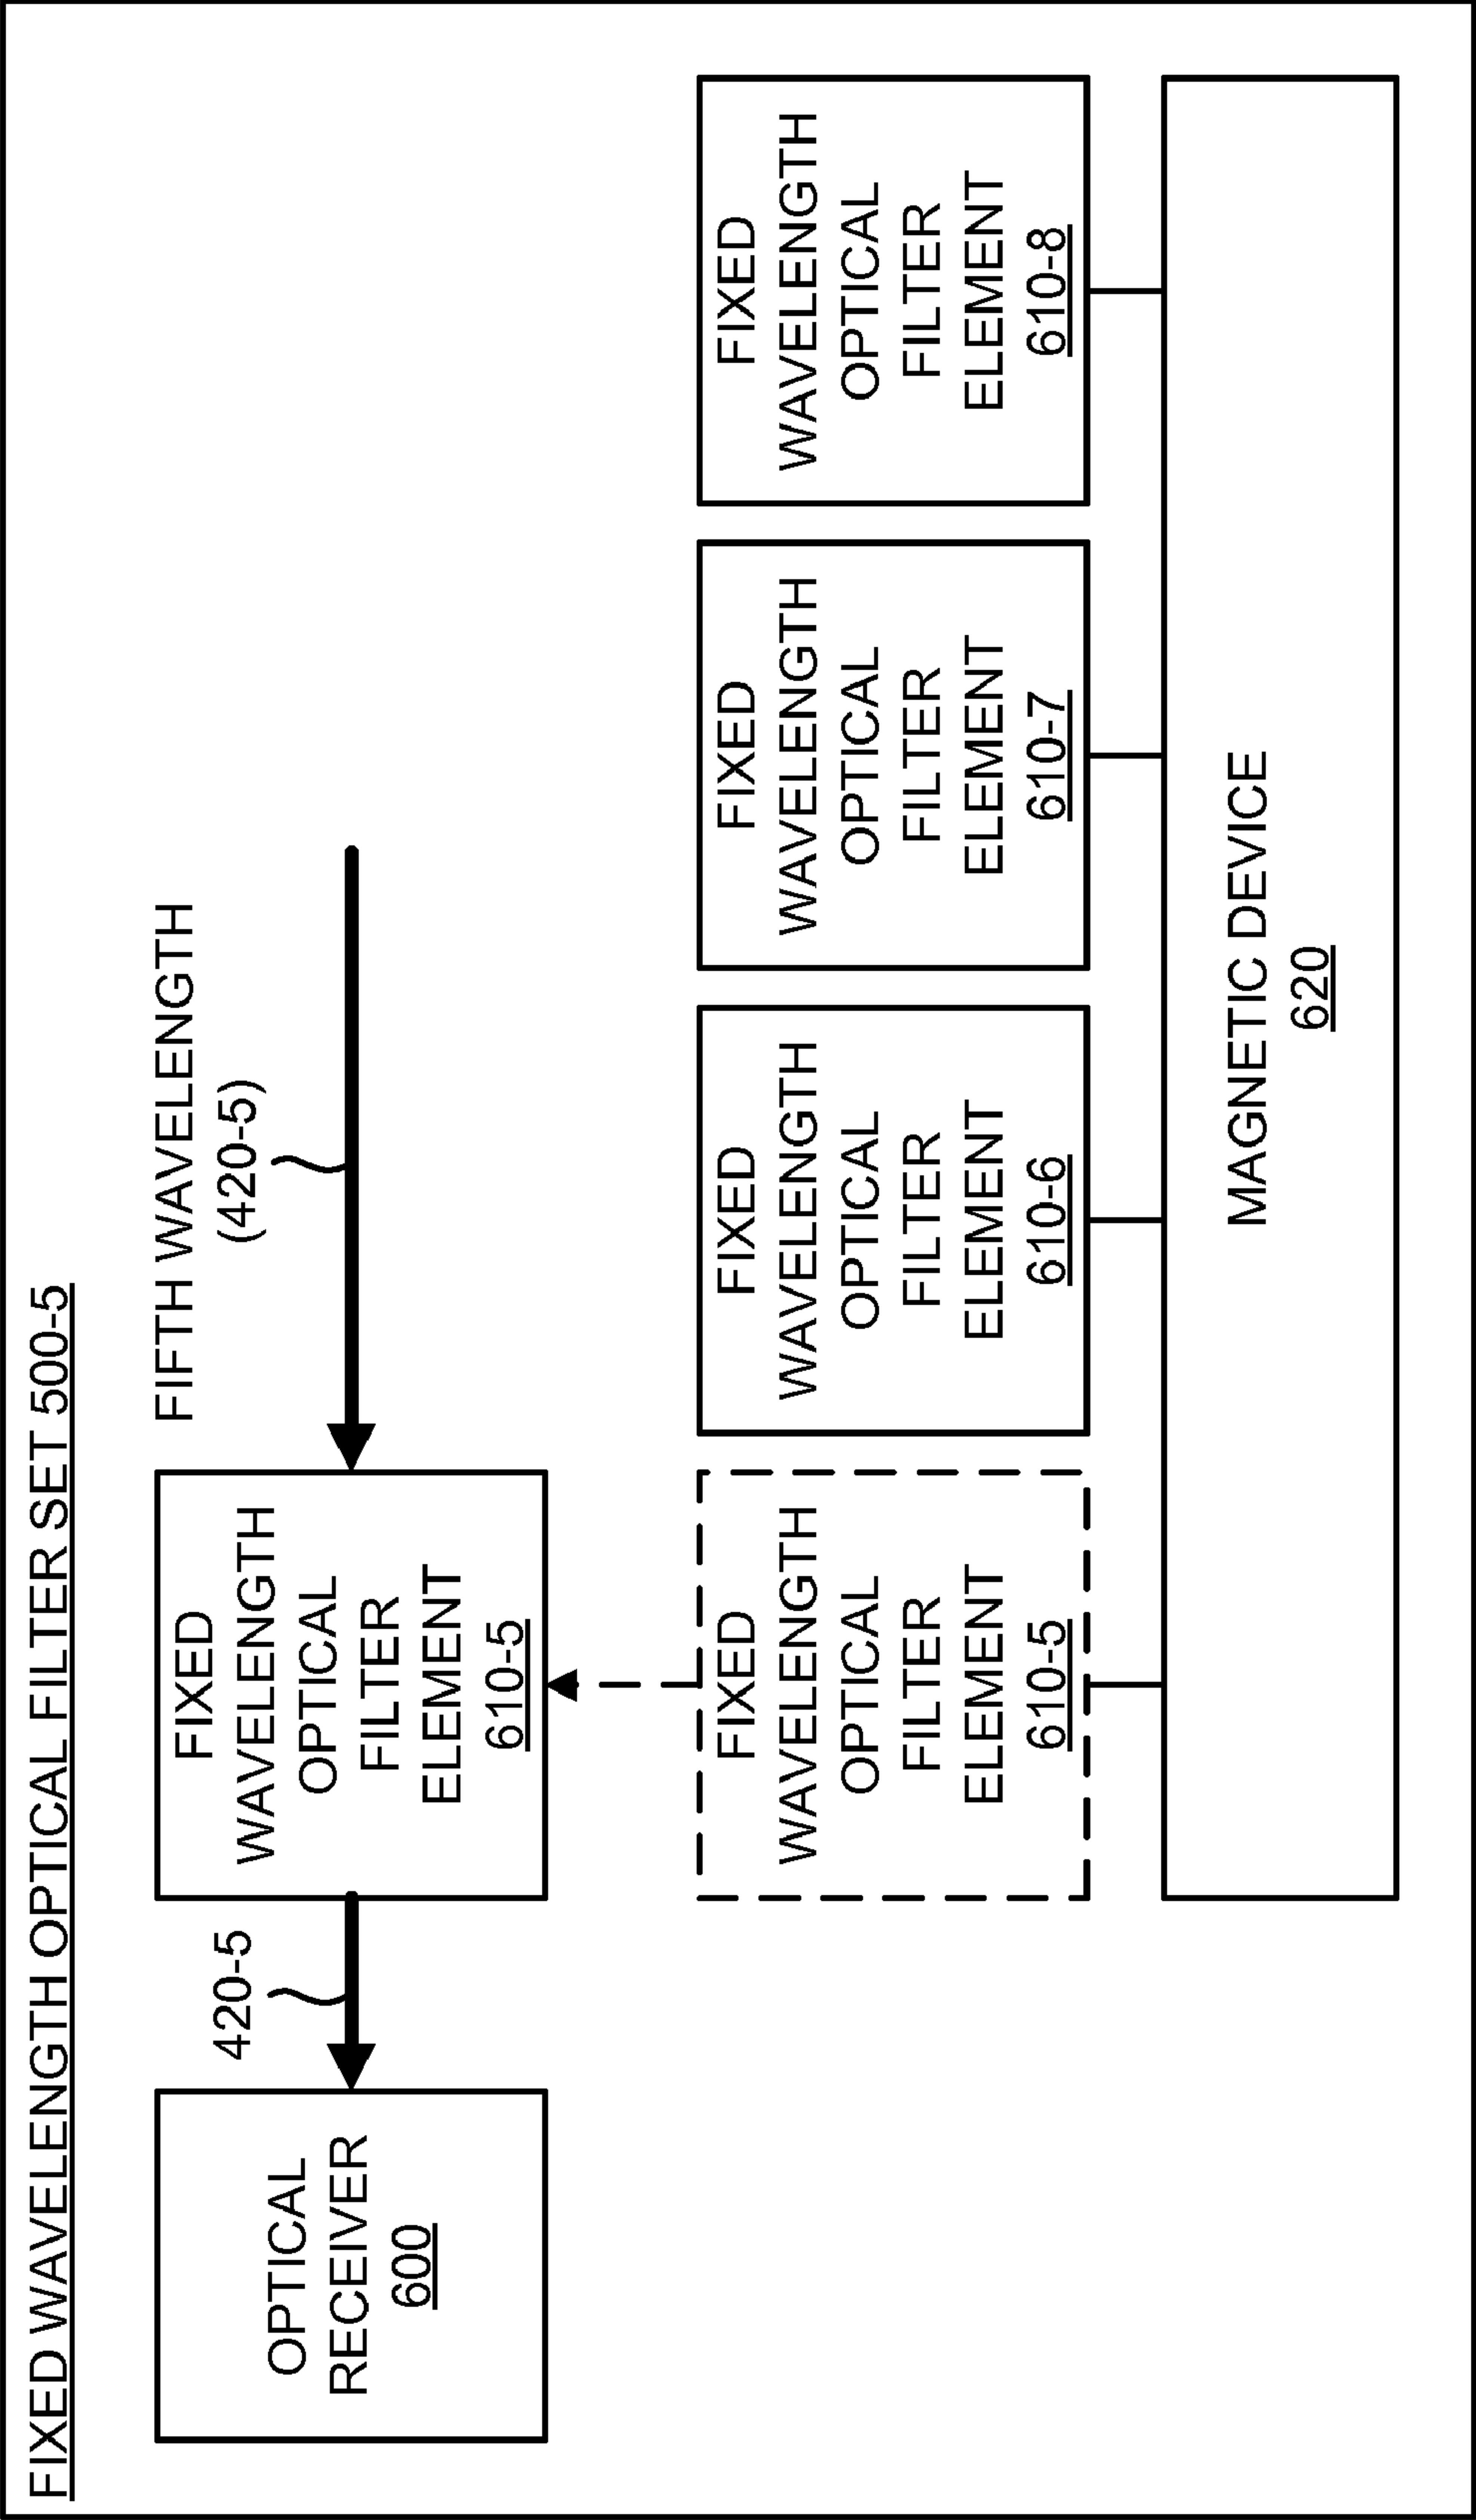 FIXED WAVELENGTH OPTICAL FILTER SET 500-5
OPTICAL
RECEIVER
600
420-5
FIXED
WAVELENGTH
OPTICAL
FILTER
ELEMENT
610-5
FIFTH WAVELENGTH
(420-5)
FIXED
WAVELENGTH
OPTICAL
FILTER
ELEMENT
610-5
FIXED
WAVELENGTH
OPTICAL
FILTER
ELEMENT
610-6
FIXED
WAVELENGTH
OPTICAL
FILTER
ELEMENT
610-7
FIXED
WAVELENGTH
OPTICAL
FILTER
ELEMENT
610-8
MAGNETIC DEVICE
620